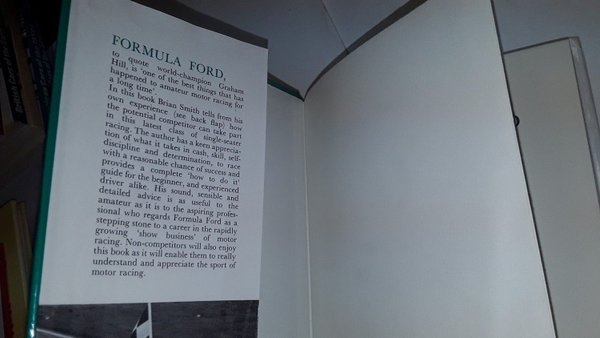 FORMULA FORD,
to quote world-champion Graham
Hill, is 'one of the best things that has
happened to amateur motor racing for
a long time'.
In this book Brian Smith tells from his
own experience (see back flap) how
the potential competitor can take part
in this latest class of single-seater
racing. The author has a keen apprecia-
tion of what it takes in cash, skill, self-
discipline and determination, to race
with a reasonable chance of success and
provides a complete 'how to do it'
guide for the beginner, and experienced
driver alike. His sound, sensible and
detailed advice is as useful to the
amateur as it is to the aspiring profes-
sional who regards Formula Ford as a
stepping stone to a career in the rapidly
growing 'show business' of motor
racing. Non-competitors will also enjoy
this book as it will enable them to really
understand and appreciate the sport of
motor racing.